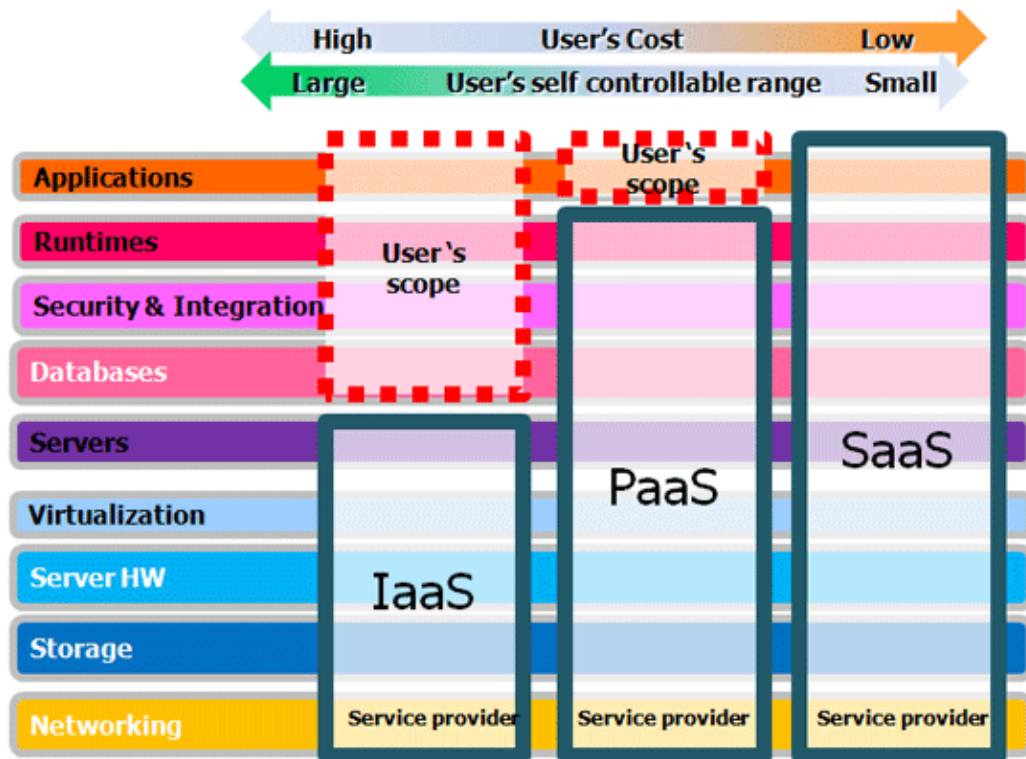 High User's Cost Low
Large User's self controllable range Small
Applications
User‘s
scope
User‘s
scope
Runtimes
Security & Integration
Databases
Servers
Virtualization
Server HW
Storage
Networking
IaaS
PaaS
SaaS
Service provider
Service provider
Service provider